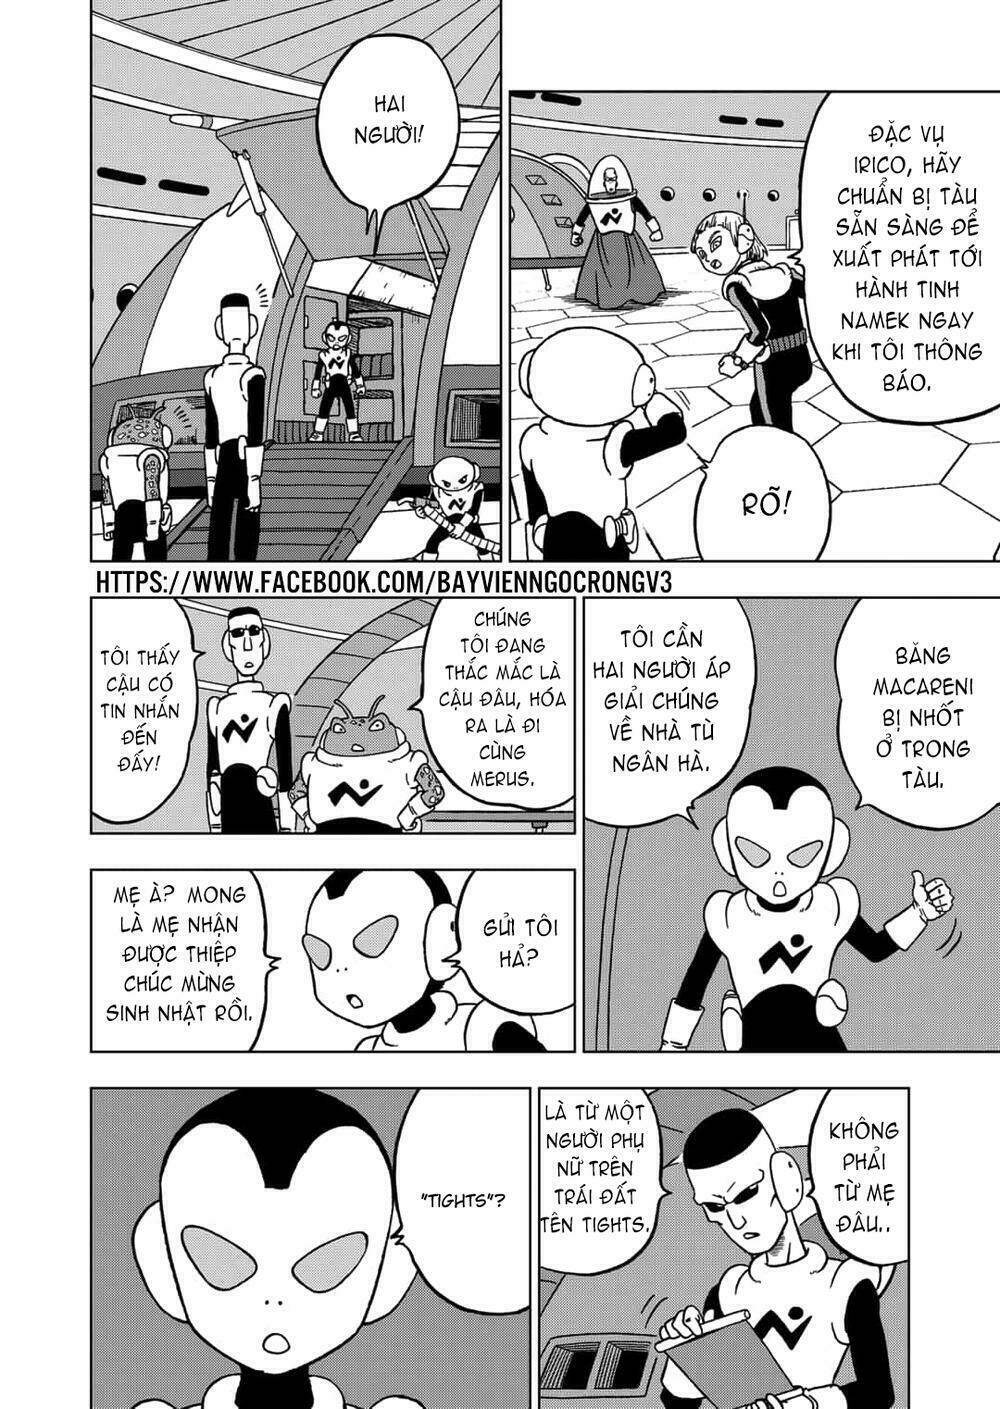 ĐẶC VỤ
IRICO, HÃY
CHUẨN BỊ TÀU
SẴN SÀNG ĐỂ
XUẤT PHÁT TỚI
HÀNH TINH
NAMEK NGAY
KHI TÔI THÔNG
BÁO.
RÕ!
HAI
NGƯỜI!
HTTPS://WWW.FACEBOOK.COM/BAYVIENNGOCRONGV3
BĂNG
MACARENI
BỊ NHỐT
Ở TRONG
TÀU.
TÔI CẦN
HAI NGƯỜI ÁP
GIẢI CHÚNG
VỀ NHÀ TÙ
NGÂN HÀ.
CHÚNG
TÔI ĐANG
THẮC MẮC LÀ
CẬU ĐÂU, HÓA
RA LÀ ĐI
CÙNG
MERUS.
TÔI THẤY
CẬU CÓ
TIN NHẮN
ĐẾN
ĐẤY!
GỬI TÔI
HẢ?
MẸ À? MONG
LÀ MẸ NHẬN
ĐƯỢC THIỆP
CHÚC MỪNG
SINH NHẬT RỒI.
KHÔNG
PHẢI
TỪ MẸ
ĐÂU..
LÀ TỪ MỘT
NGƯỜI PHỤ
NỮ TRÊN
TRÁI ĐẤT
TÊN TIGHTS.
"TIGHTS"?